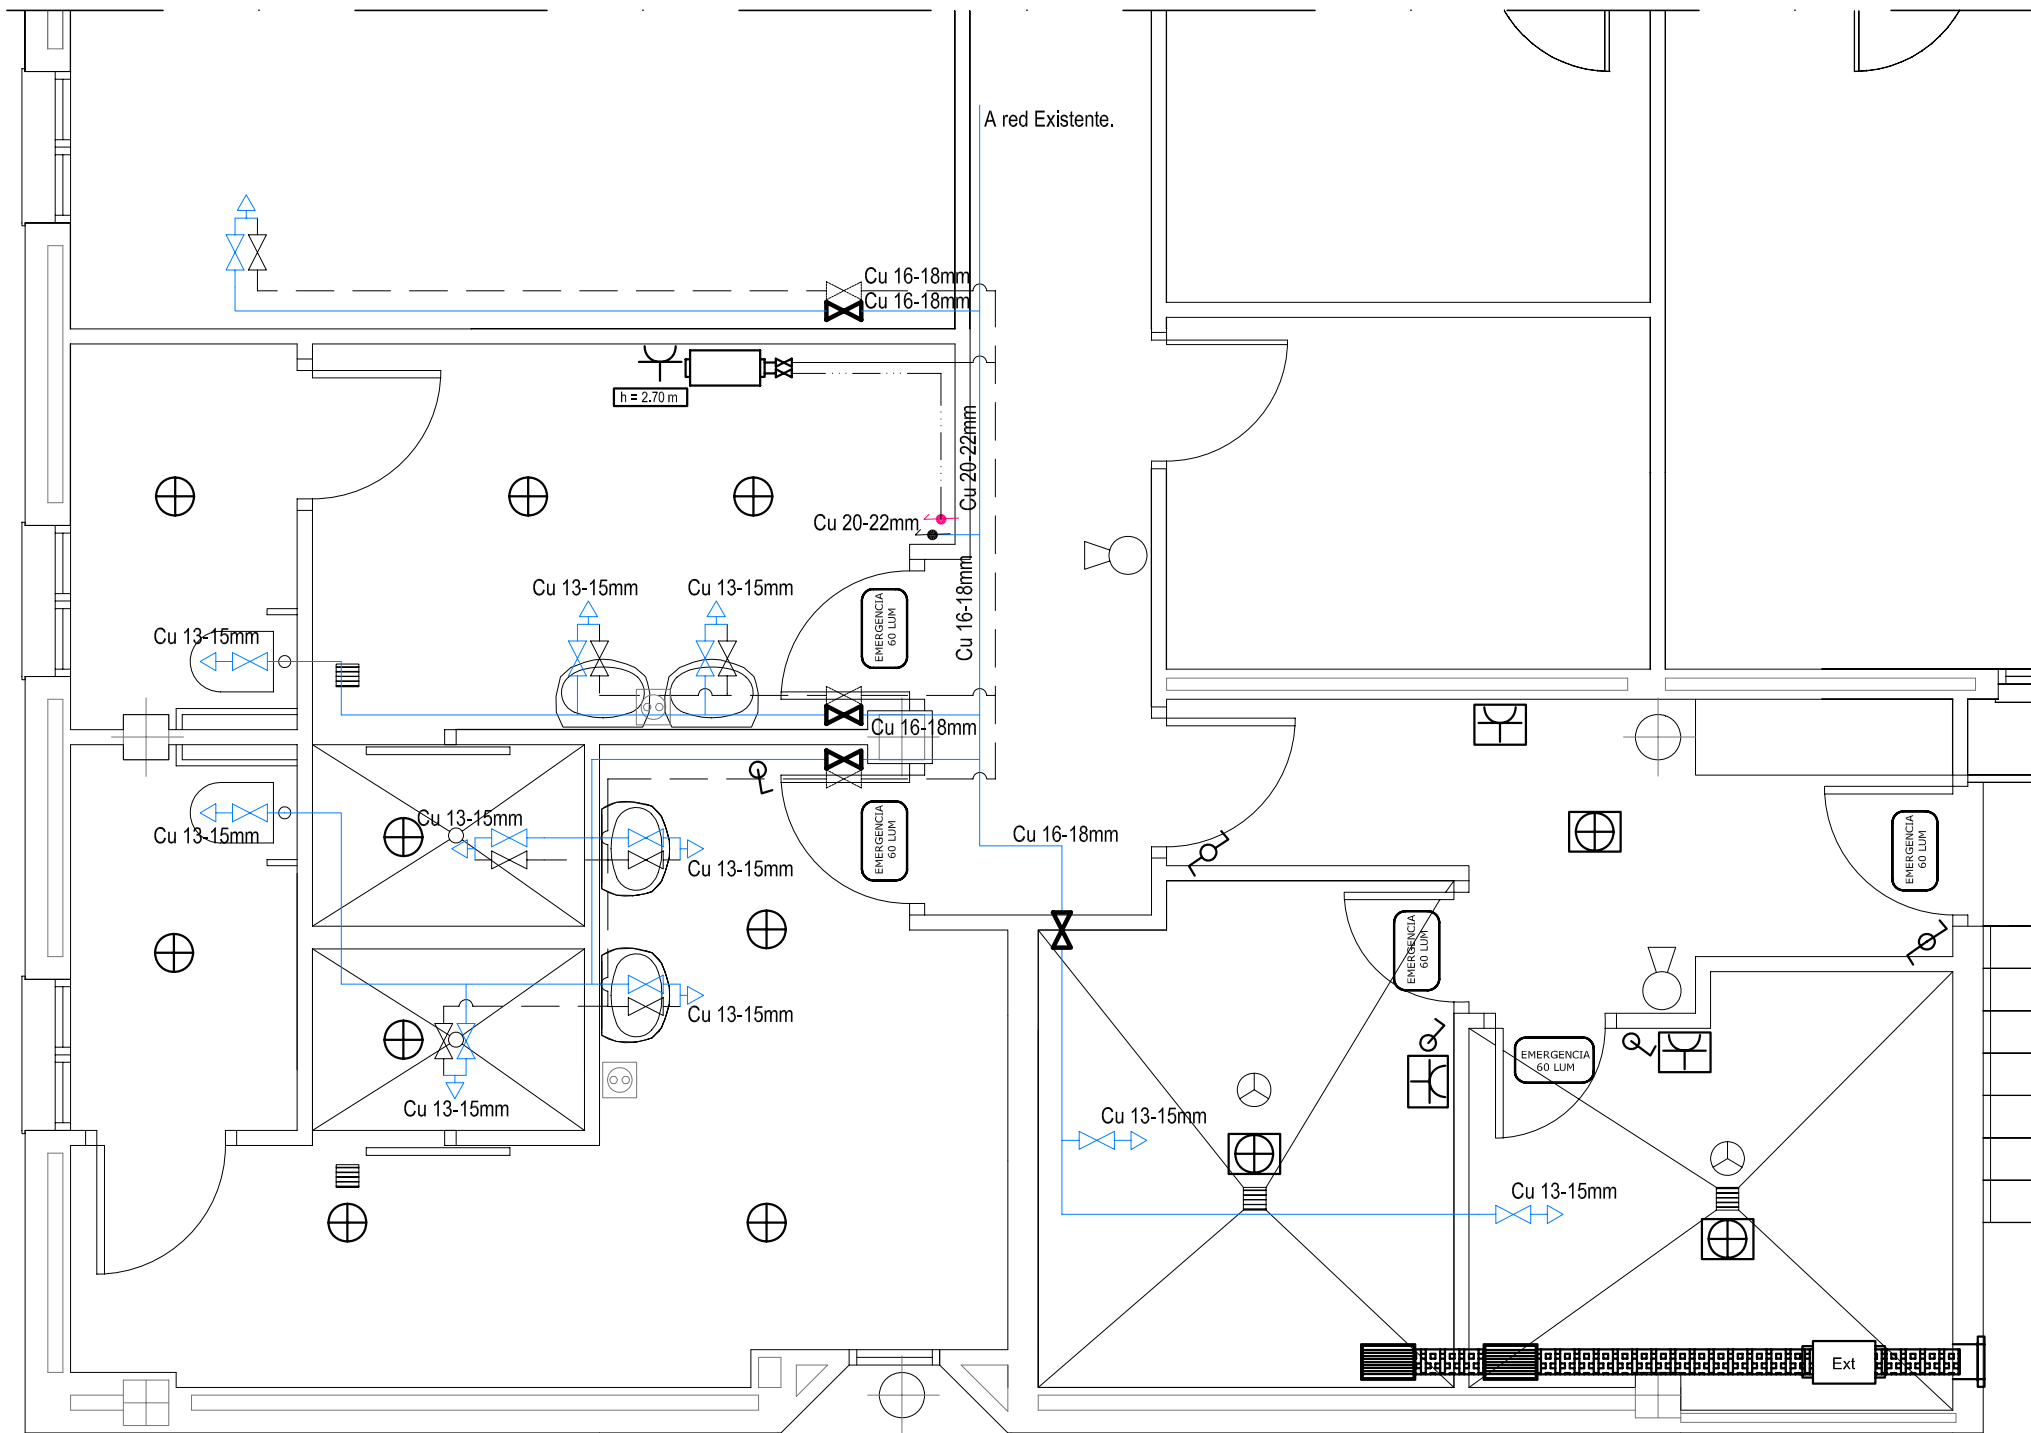 A red Existente.
Cu 16-18mm
Cu 16-18mm
h = 2.70 m
Cu 20-22mm
Cu 20-22mm
Cu 13-15mm
Cu 13-15mm
Cu 16-18mm
EMERGENCIA
60 LUM
Cu 13-15mm
Cu 16-18mm
Cu 13-15mm
Cu 13-15mm
EMERGENCIA
60 LUM
Cu 16-18mm
EMERGENCIA
60 LUM
Cu 13-15mm
EMERGENCIA
60 LUM
Cu 13-15mm
EMERGENCIA
60 LUM
Cu 13-15mm
Cu 13-15mm
Cu 13-15mm
Ext